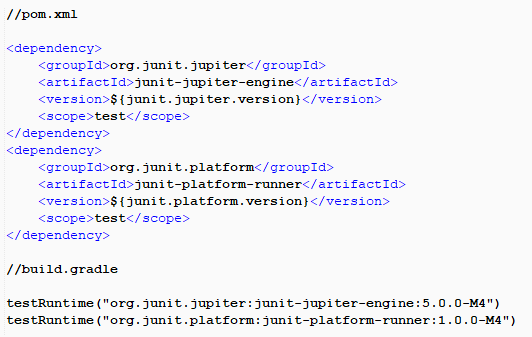 //pom.xml
<dependency>
<groupId>org.junit.jupiter</groupId>
<artifactId>junit-jupiter-engine</artifactId>
<version>${junit.jupiter.version}</version>
<scope>test</scope>
</dependency>
<dependency>
<groupId>org.junit.platform</groupId>
<artifactId>junit-platform-runner</artifactId>
<version>${junit.platform.version}</version>
<scope>test</scope>
</dependency>
//build.gradle
testRuntime("org.junit.jupiter:junit-jupiter-engine:5.0.0-M4")
testRuntime("org.junit.platform:junit-platform-runner:1.0.0-M4")